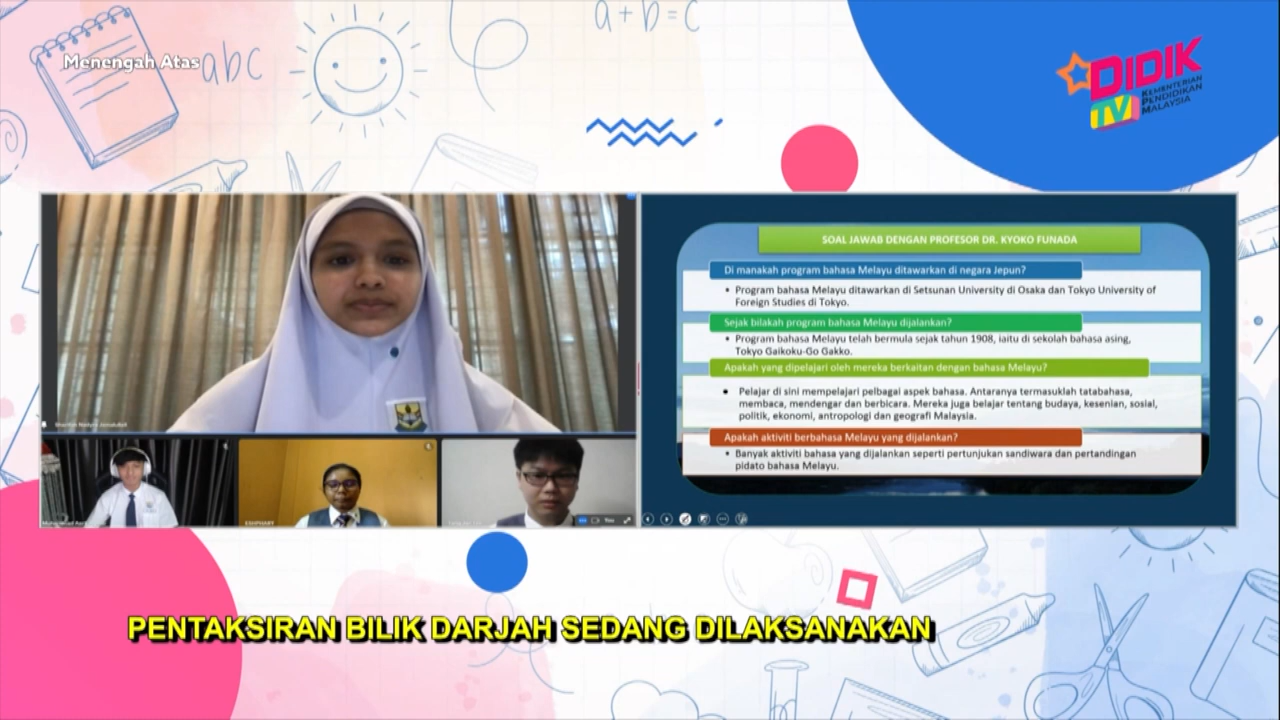 a+b=c
Menengah Atas
abc
DIDIK
TV
KEMENTERIAN
PENDIDIKAN
MALAYSIA
SOAL JAWAB DENGAN PROFESOR DR. KYOKO FUNADA
Di manakah program bahasa Melayu ditawarkan di negara Jepun?
• Program bahasa Melayu ditawarkan di Setsunan University di Osaka dan Tokyo University of
Foreign Studies di Tokyo.
Sejak bilakah program bahasa Melayu dijalankan?
• Program bahasa Melayu telah bermula sejak tahun 1908, iaitu di sekolah bahasa asing,
Tokyo Gaikoku-Go Gakko.
Apakah yang dipelajari oleh mereka berkaitan dengan bahasa Melayu?
• Pelajar di sini mempelajari pelbagai aspek bahasa. Antaranya termasuklah tatabahasa,
membaca, mendengar dan berbicara. Mereka juga belajar tentang budaya, kesenian, sosial,
politik, ekonomi, antropologi dan geografi Malaysia.
Apakah aktiviti berbahasa Melayu yang dijalankan?
• Banyak aktiviti bahasa yang dijalankan seperti pertunjukan sandiwara dan pertandingan
pidato bahasa Melayu.
PENTAKSIRAN BILIK DARJAH SEDANG DILAKSANAKAN